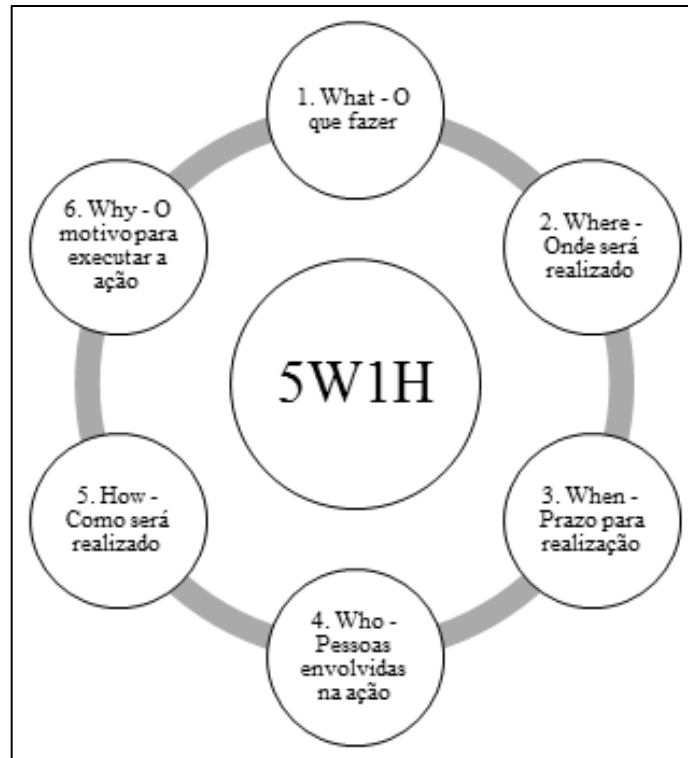 1. What - O
que fazer
2. Where -
Onde será
realizado
3. When -
Prazo para
realização
4. Who -
Pessoas
envolvidas
na ação
5. How -
Como será
realizado
6. Why - O
motivo para
executar a
ação
5W1H